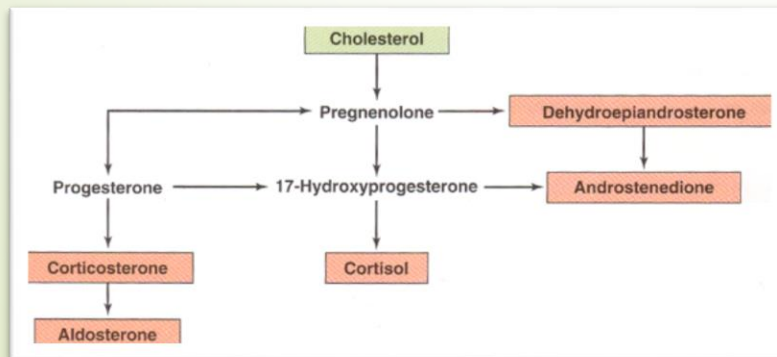 Cholesterol
Pregnenolone
Dehydroepiandrosterone
Progesterone
17-Hydroxyprogesterone
Androstenedione
Corticosterone
Cortisol
Aldosterone